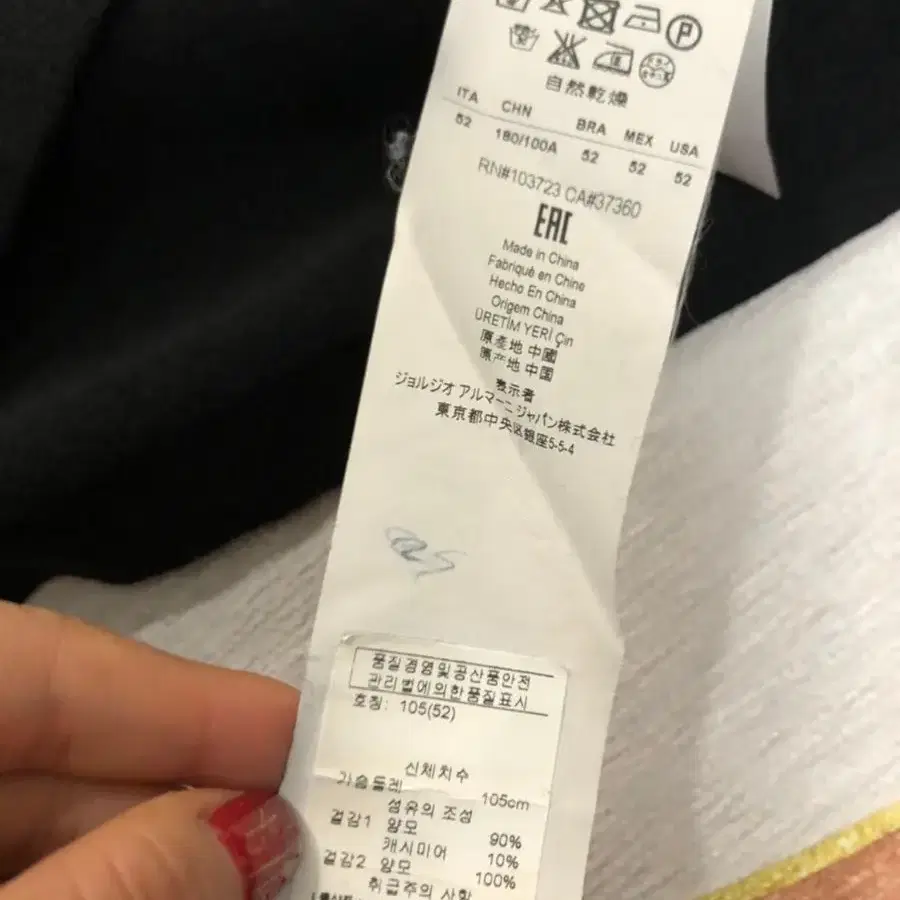 自然乾燥
ITA CHN BRA MEX USA
52 180/100A 52 52 52
RN#103723 CA#37360
EAC
Made in China
Fabriqué en Chine
Hecho En China
Origem China
ÜRETİM YERİ Çin
原產地 中國
原产地 中国
表示者
ジョルジオ アルマーニ ジャパン株式会社
東京都中央区銀座5-5-4
품질경영및공산품안전
관리법에의한품질표시
호칭: 105(52)
신체치수
가슴둘레 105cm
섬유의 조성
겉감1 양모 90%
캐시미어 10%
겉감2 양모 100%
취급주의 사항